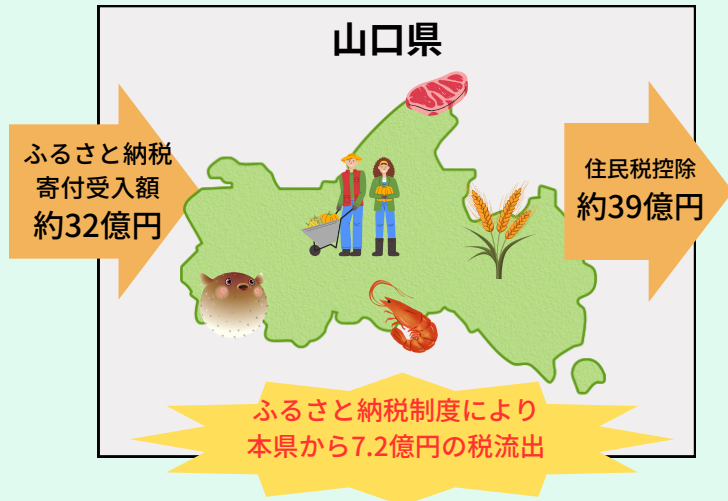 山口県
ふるさと納税
寄付受入額
約32億円
住民税控除
約39億円
ふるさと納税制度により
本県から7.2億円の税流出